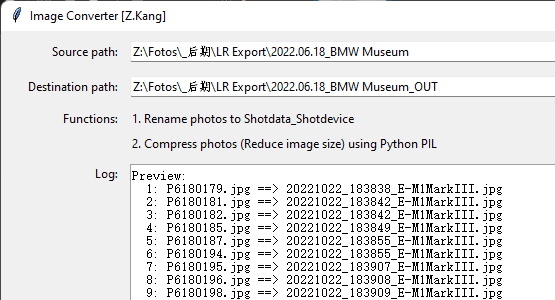 Image Converter [Z.Kang]
Source path: Z:\Fotos\_后期\LR Export\2022.06.18_BMW Museum
Destination path: Z:\Fotos\_后期\LR Export\2022.06.18_BMW Museum_OUT
Functions: 1. Rename photos to Shotdata_Shotdevice
2. Compress photos (Reduce image size) using Python PIL
Log: Preview:
1: P6180179.jpg ==> 20221022_183838_E-M1MarkIII.jpg
2: P6180181.jpg ==> 20221022_183842_E-M1MarkIII.jpg
3: P6180182.jpg ==> 20221022_183842_E-M1MarkIII.jpg
4: P6180185.jpg ==> 20221022_183849_E-M1MarkIII.jpg
5: P6180187.jpg ==> 20221022_183855_E-M1MarkIII.jpg
6: P6180194.jpg ==> 20221022_183855_E-M1MarkIII.jpg
7: P6180195.jpg ==> 20221022_183907_E-M1MarkIII.jpg
8: P6180196.jpg ==> 20221022_183908_E-M1MarkIII.jpg
9: P6180198.jpg ==> 20221022_183909_E-M1MarkIII.jpg